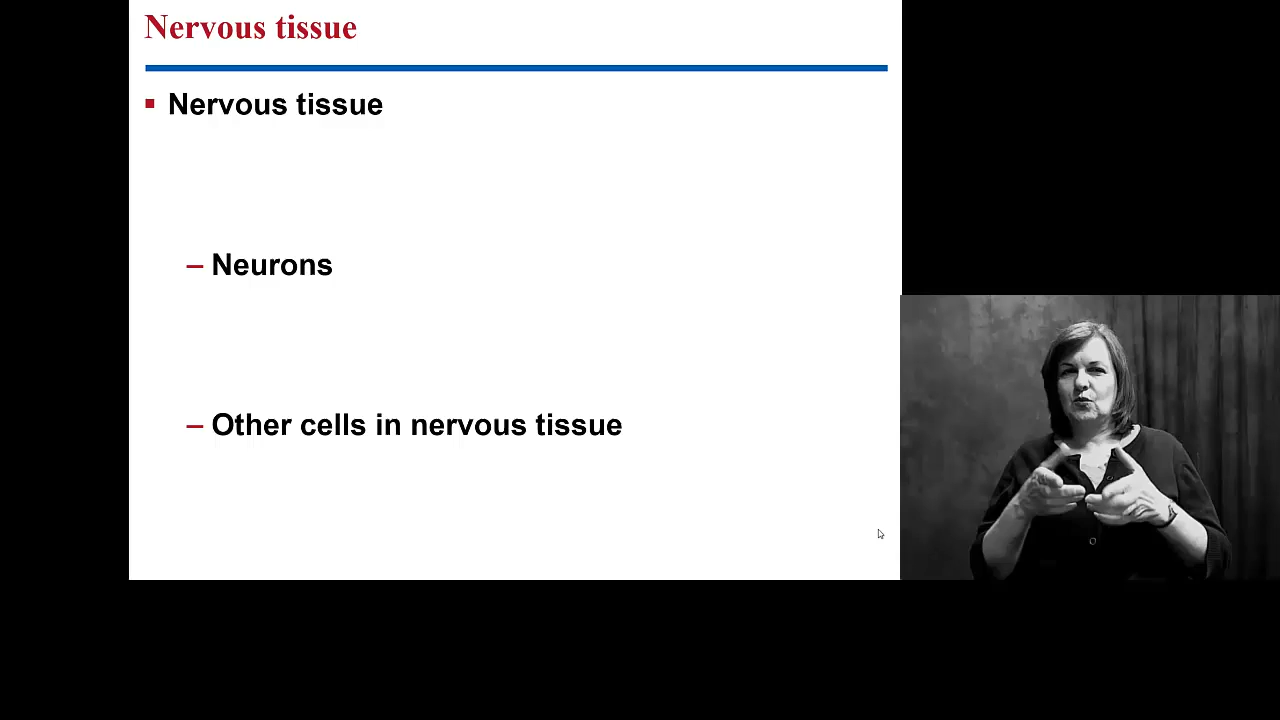 Nervous tissue
▪ Nervous tissue
– Neurons
– Other cells in nervous tissue